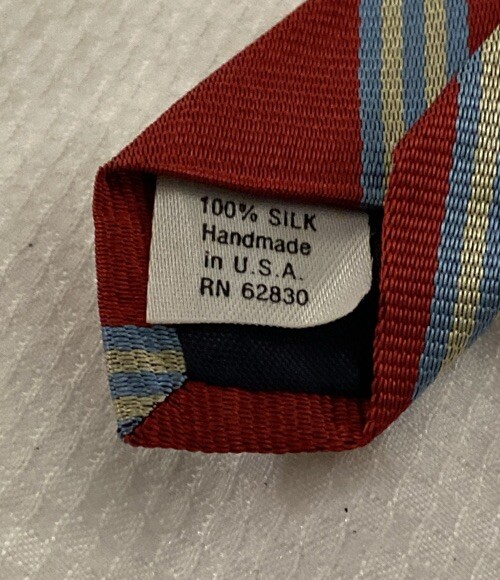 100% SILK
Handmade
in U.S.A.
RN 62830